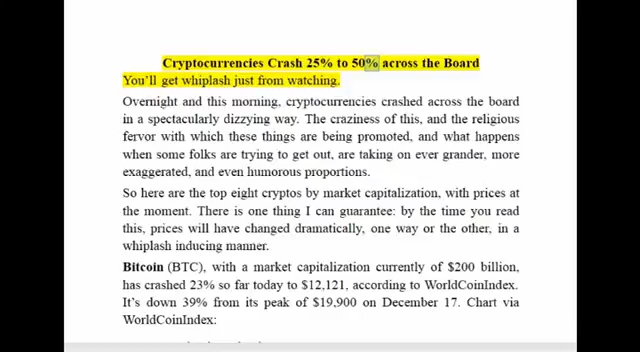 Cryptocurrencies Crash 25% to 50% across the Board
You'll get whiplash just from watching.
Overnight and this morning, cryptocurrencies crashed across the board
in a spectacularly dizzying way. The craziness of this, and the religious
fervor with which these things are being promoted, and what happens
when some folks are trying to get out, are taking on ever grander, more
exaggerated, and even humorous proportions.
So here are the top eight cryptos by market capitalization, with prices at
the moment. There is one thing I can guarantee: by the time you read
this, prices will have changed dramatically, one way or the other, in a
whiplash inducing manner.
Bitcoin (BTC), with a market capitalization currently of $200 billion,
has crashed 23% so far today to $12,121, according to WorldCoinIndex.
It's down 39% from its peak of $19,900 on December 17. Chart via
WorldCoinIndex: